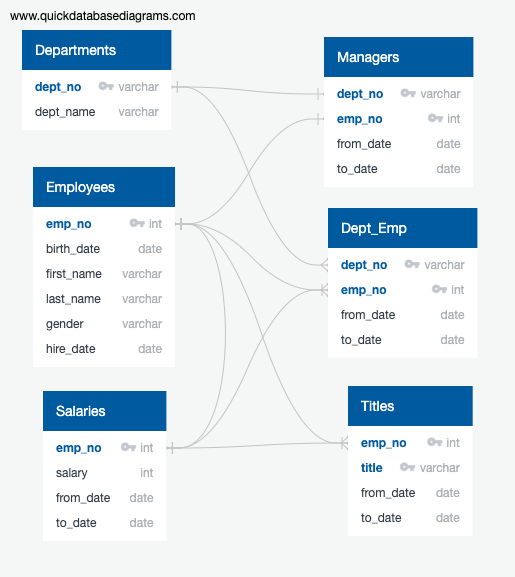 www.quickdatabasediagrams.com
Departments
dept_no varchar
dept_name varchar
Managers
dept_no varchar
emp_no int
from_date date
to_date date
Employees
emp_no int
birth_date date
first_name varchar
last_name varchar
gender varchar
hire_date date
Dept_Emp
dept_no varchar
emp_no int
from_date date
to_date date
Salaries
emp_no int
salary int
from_date date
to_date date
Titles
emp_no int
title varchar
from_date date
to_date date